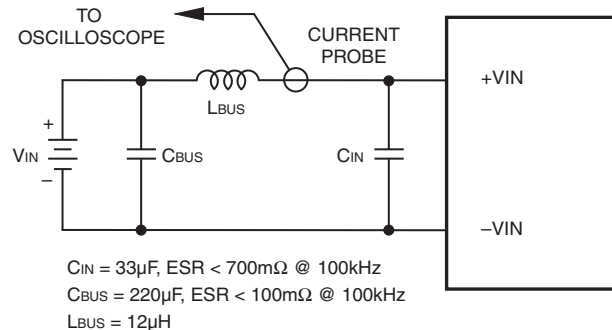 TO
OSCILLOSCOPE
CURRENT
PROBE
+VIN
LBUS
+
VIN
–
CBUS
CIN
–VIN
CIN = 33µF, ESR < 700mΩ @ 100kHz
CBUS = 220µF, ESR < 100mΩ @ 100kHz
LBUS = 12µH